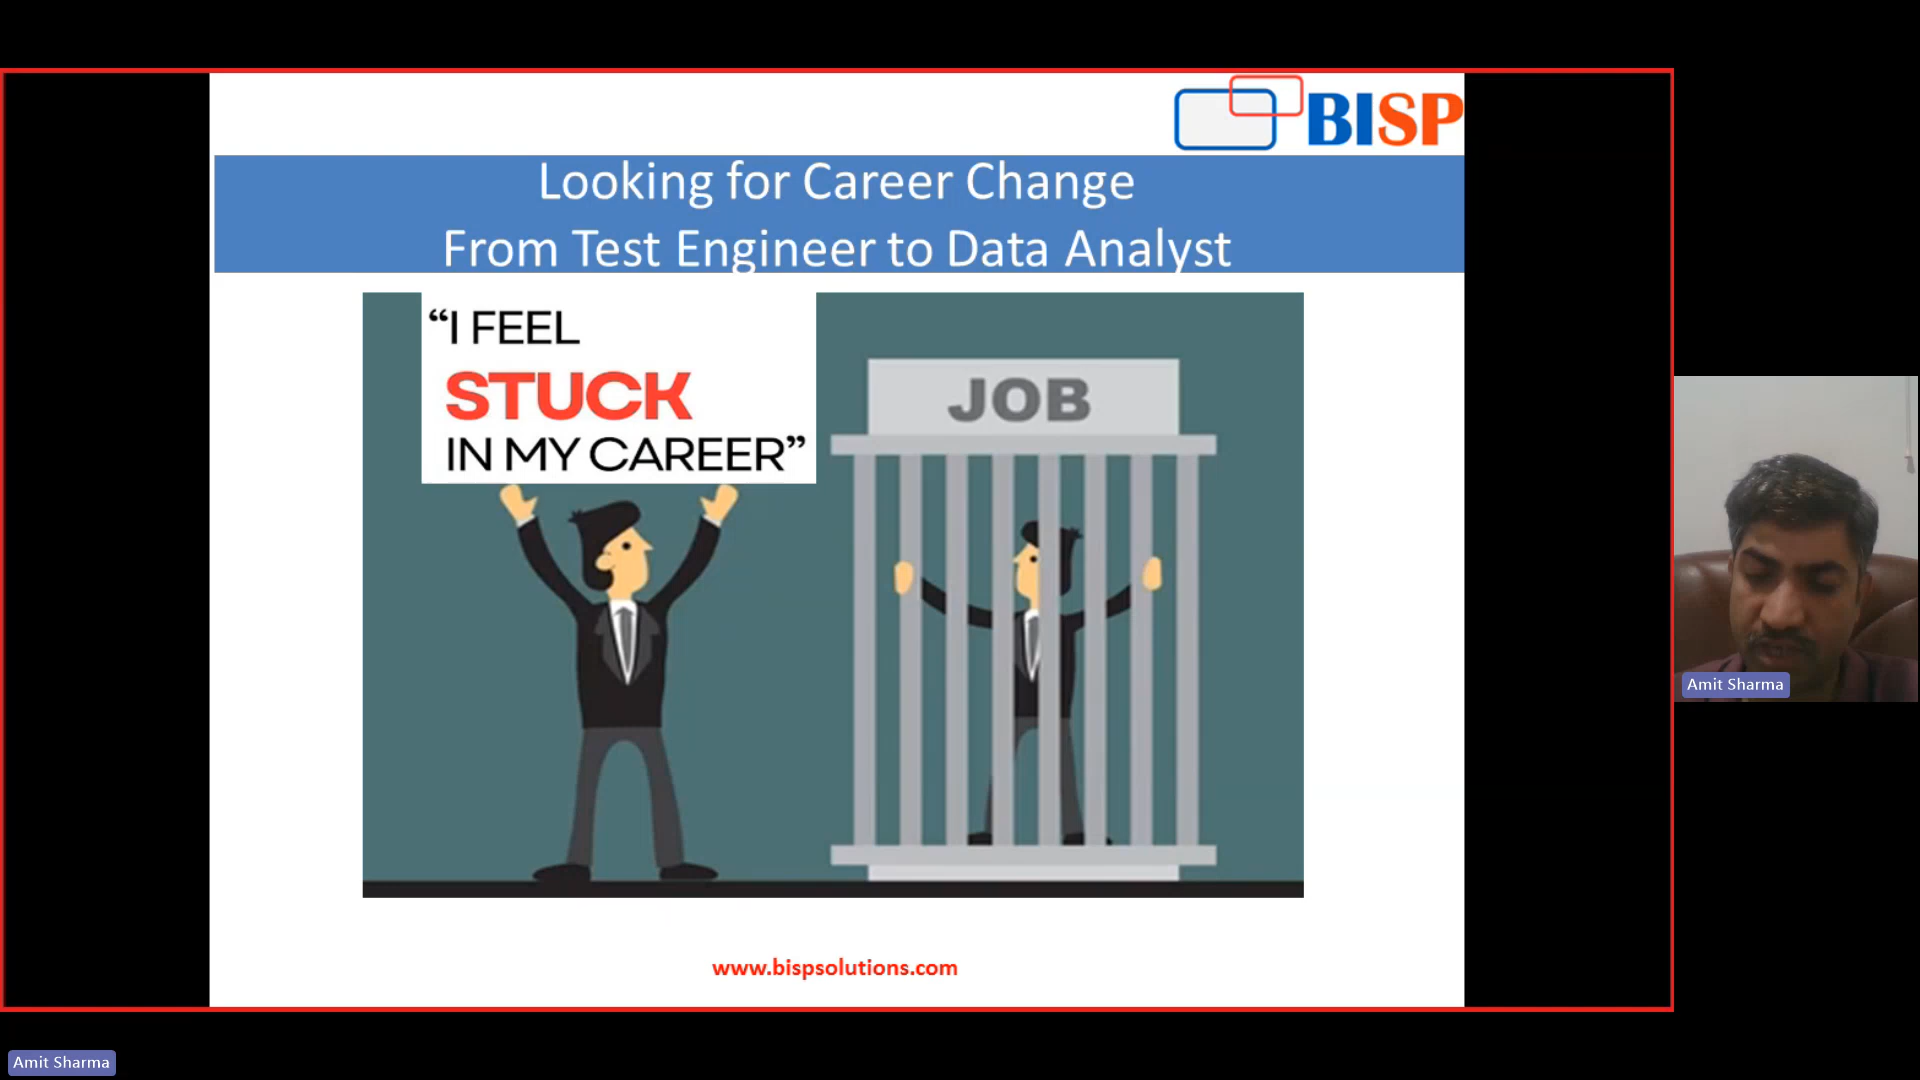 BISP
Looking for Career Change
From Test Engineer to Data Analyst
“I FEEL
STUCK
IN MY CAREER”
JOB
www.bispsolutions.com
Amit Sharma
Amit Sharma